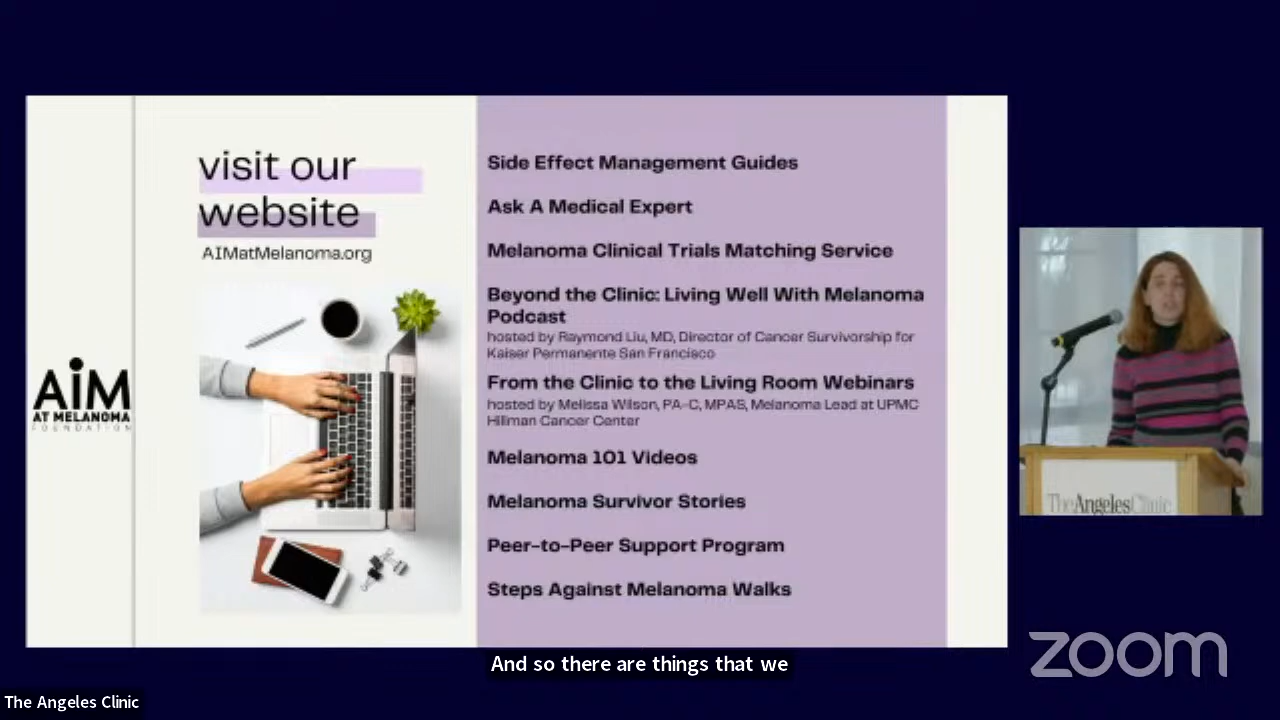 visit our
website
AIMatMelanoma.org
AiM
AT MELANOMA
FOUNDATION
Side Effect Management Guides
Ask A Medical Expert
Melanoma Clinical Trials Matching Service
Beyond the Clinic: Living Well With Melanoma
Podcast
hosted by Raymond Liu, MD, Director of Cancer Survivorship for
Kaiser Permanente San Francisco
From the Clinic to the Living Room Webinars
hosted by Melissa Wilson, PA-C, MPAS, Melanoma Lead at UPMC
Hillman Cancer Center
Melanoma 101 Videos
Melanoma Survivor Stories
Peer-to-Peer Support Program
Steps Against Melanoma Walks
TheAngelesClinic
And so there are things that we
zoom
The Angeles Clinic